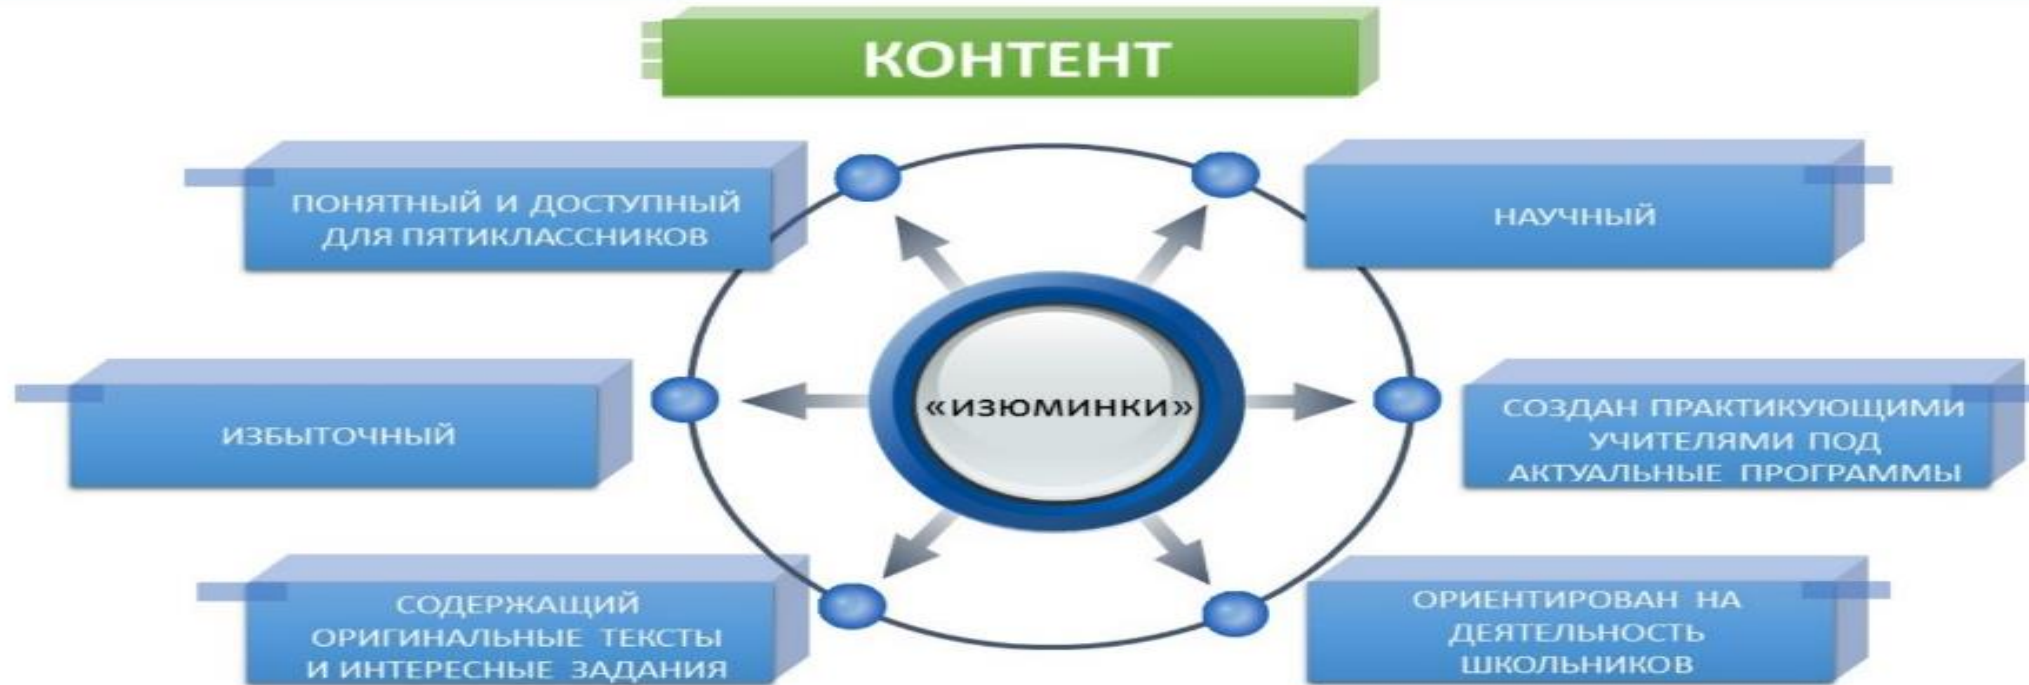 КОНТЕНТ
ПОНЯТНЫЙ И ДОСТУПНЫЙ
ДЛЯ ПЯТИКЛАССНИКОВ
НАУЧНЫЙ
ИЗБЫТОЧНЫЙ
«ИЗЮМИНКИ»
СОЗДАН ПРАКТИКУЮЩИМИ
УЧИТЕЛЯМИ ПОД
АКТУАЛЬНЫЕ ПРОГРАММЫ
СОДЕРЖАЩИЙ
ОРИГИНАЛЬНЫЕ ТЕКСТЫ
И ИНТЕРЕСНЫЕ ЗАДАНИЯ
ОРИЕНТИРОВАН НА
ДЕЯТЕЛЬНОСТЬ
ШКОЛЬНИКОВ